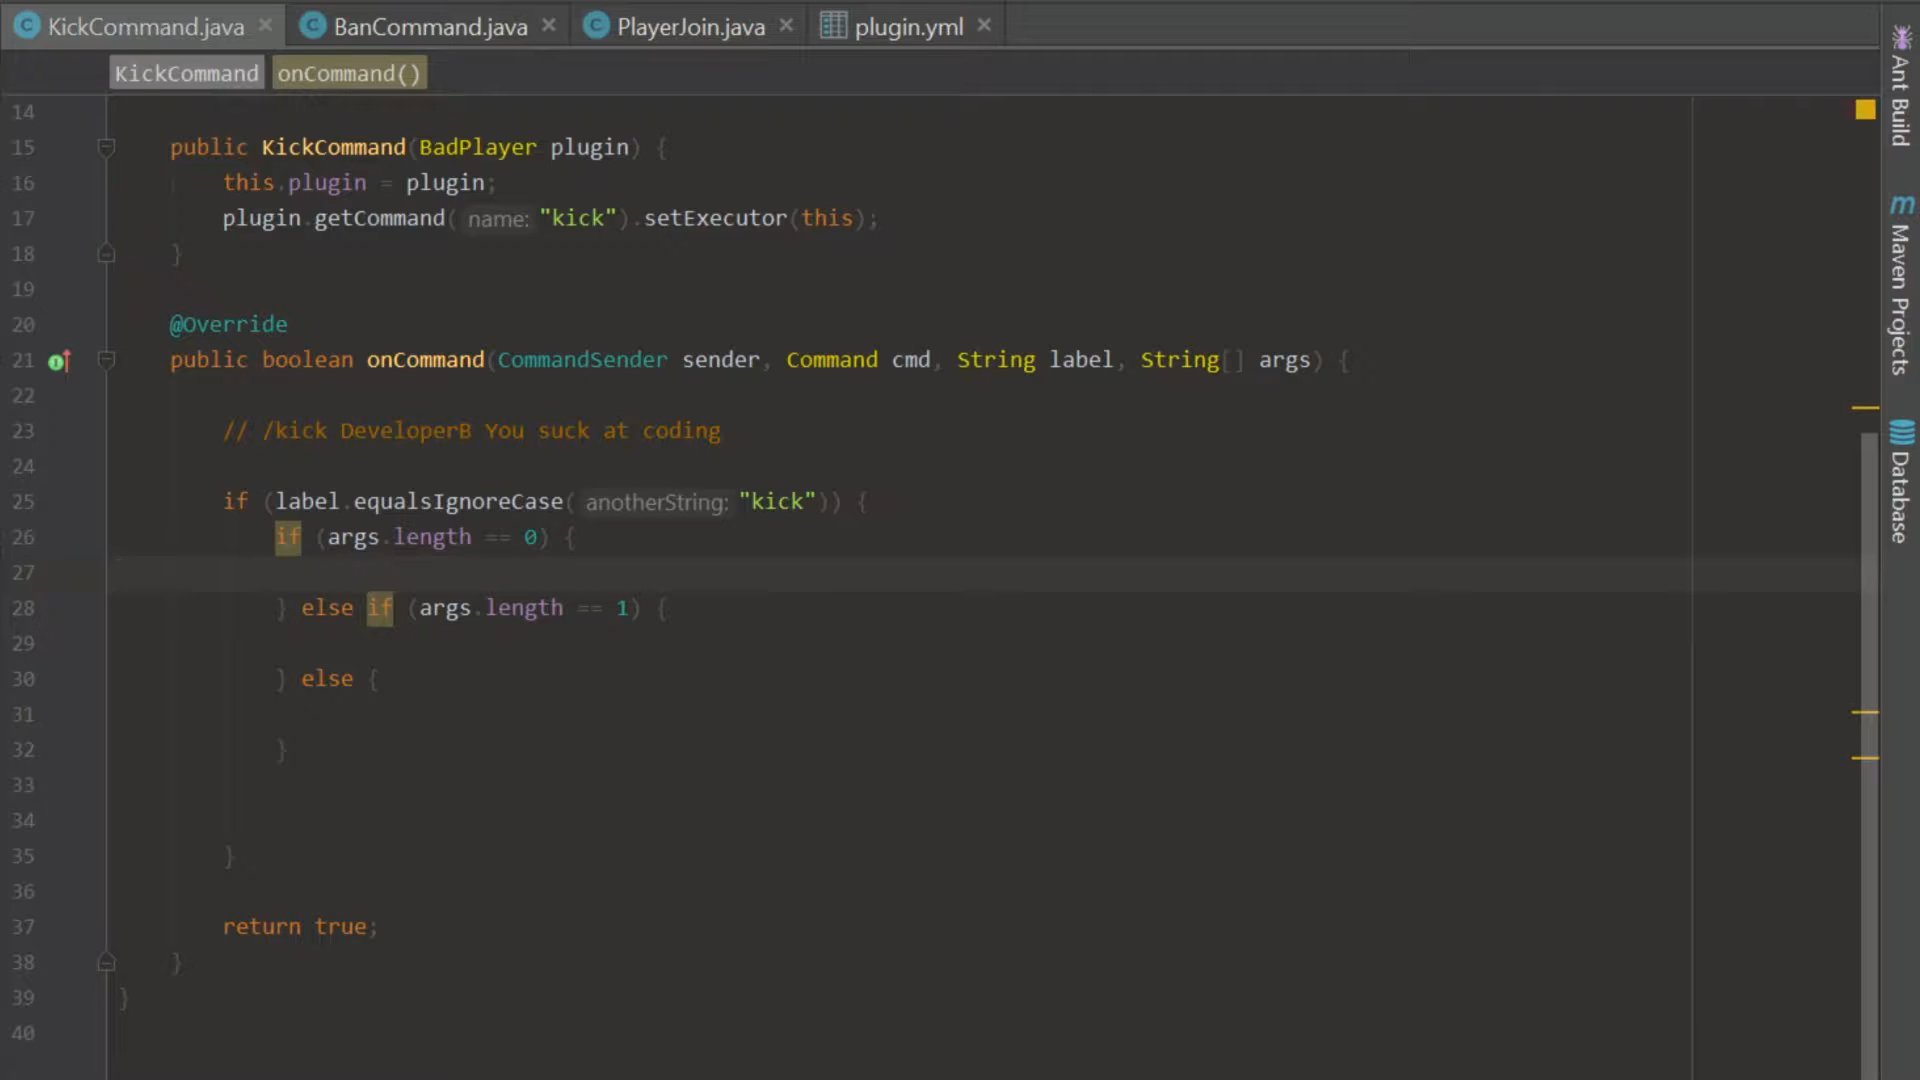 KickCommand.java BanCommand.java PlayerJoin.java plugin.yml
KickCommand onCommand()
14
15 public KickCommand(BadPlayer plugin) {
16 this.plugin = plugin;
17 plugin.getCommand( name: "kick").setExecutor(this);
18 }
19
20 @Override
21 public boolean onCommand(CommandSender sender, Command cmd, String label, String[] args) {
22
23 // /kick DeveloperB You suck at coding
24
25 if (label.equalsIgnoreCase( anotherString: "kick")) {
26 if (args.length == 0) {
27
28 } else if (args.length == 1) {
29
30 } else {
31
32 }
33
34
35 }
36
37 return true;
38 }
39 }
40
Ant Build
m Maven Projects
Database